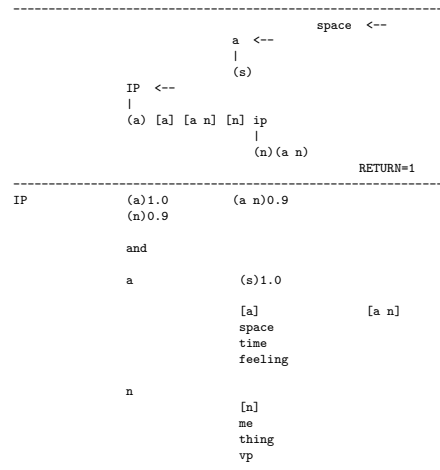 ------------------------------------------------------------
space <--
a <--
|
(s)
IP <--
|
(a) [a] [a n] [n] ip
|
(n)(a n)
RETURN=1
------------------------------------------------------------
IP (a)1.0 (a n)0.9
(n)0.9
and
a (s)1.0
[a] [a n]
space
time
feeling
n
[n]
me
thing
vp